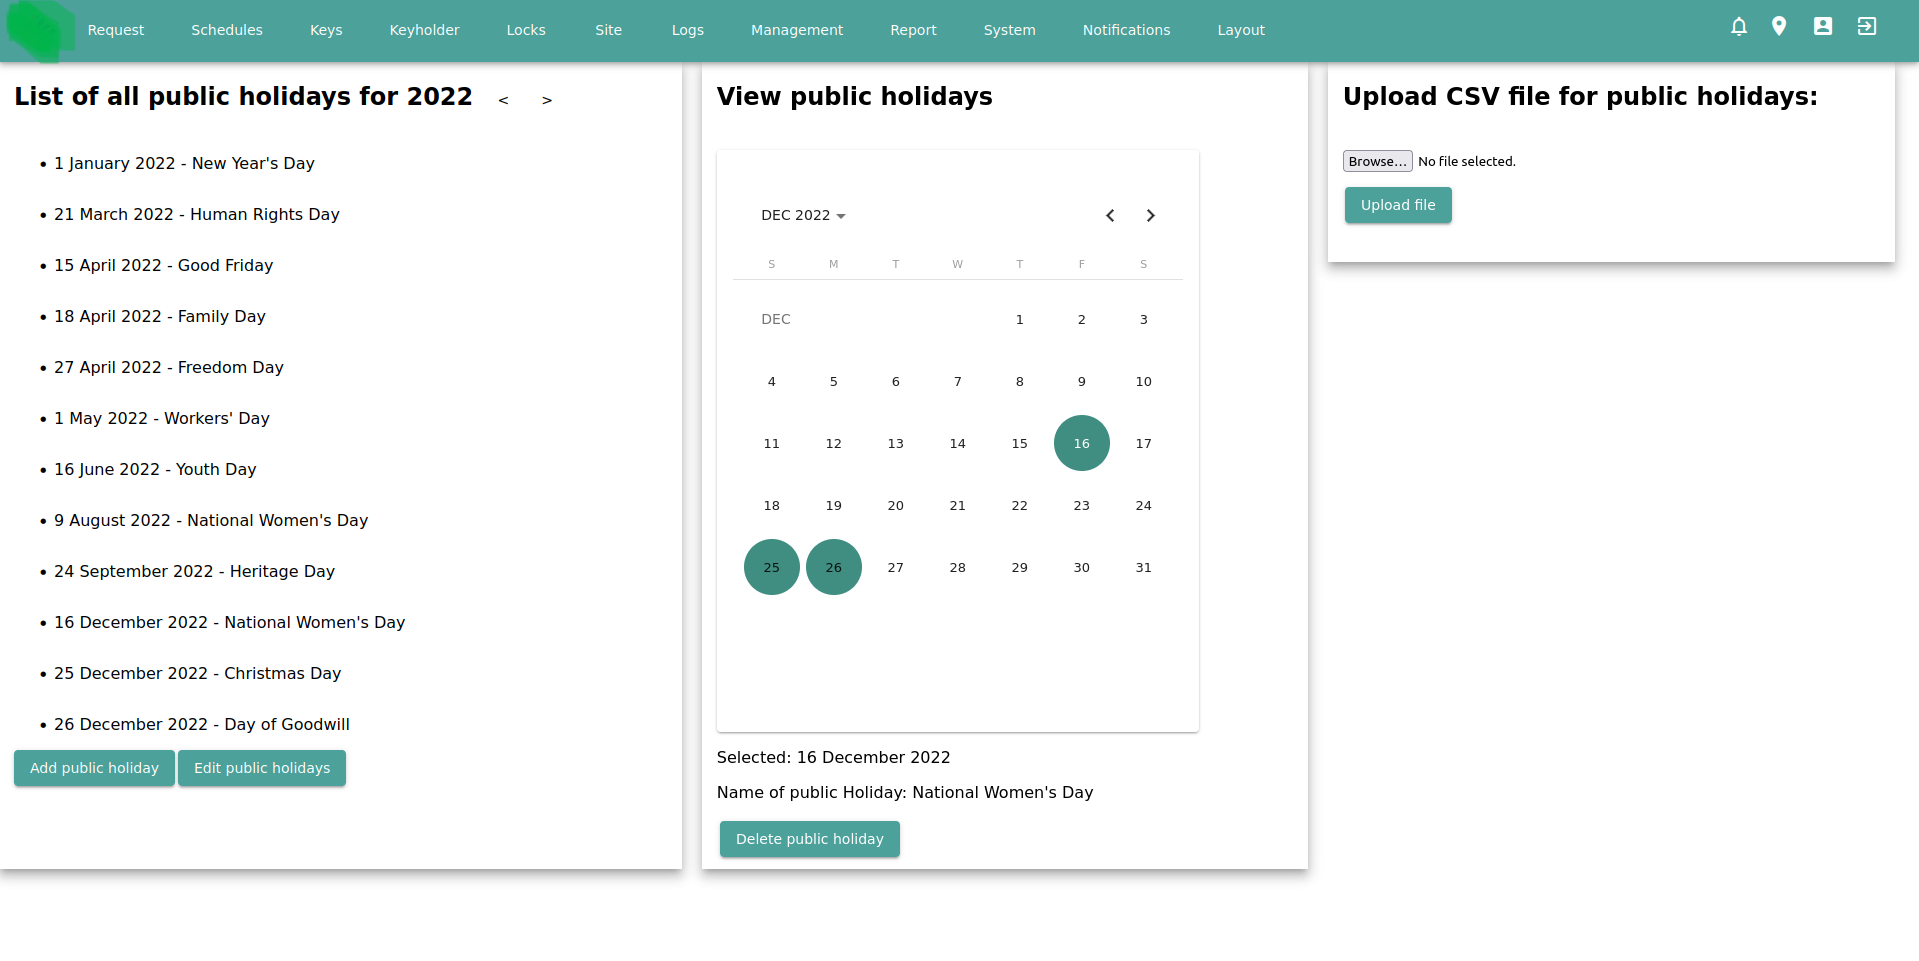 Request Schedules Keys Keyholder Locks Site Logs Management Report System Notifications Layout
List of all public holidays for 2022 < >
• 1 January 2022 - New Year's Day
• 21 March 2022 - Human Rights Day
• 15 April 2022 - Good Friday
• 18 April 2022 - Family Day
• 27 April 2022 - Freedom Day
• 1 May 2022 - Workers' Day
• 16 June 2022 - Youth Day
• 9 August 2022 - National Women's Day
• 24 September 2022 - Heritage Day
• 16 December 2022 - National Women's Day
• 25 December 2022 - Christmas Day
• 26 December 2022 - Day of Goodwill
Add public holiday Edit public holidays
View public holidays
DEC 2022
S M T W T F S
DEC 1 2 3
4 5 6 7 8 9 10
11 12 13 14 15 16 17
18 19 20 21 22 23 24
25 26 27 28 29 30 31
Selected: 16 December 2022
Name of public Holiday: National Women's Day
Delete public holiday
Upload CSV file for public holidays:
Browse... No file selected.
Upload file